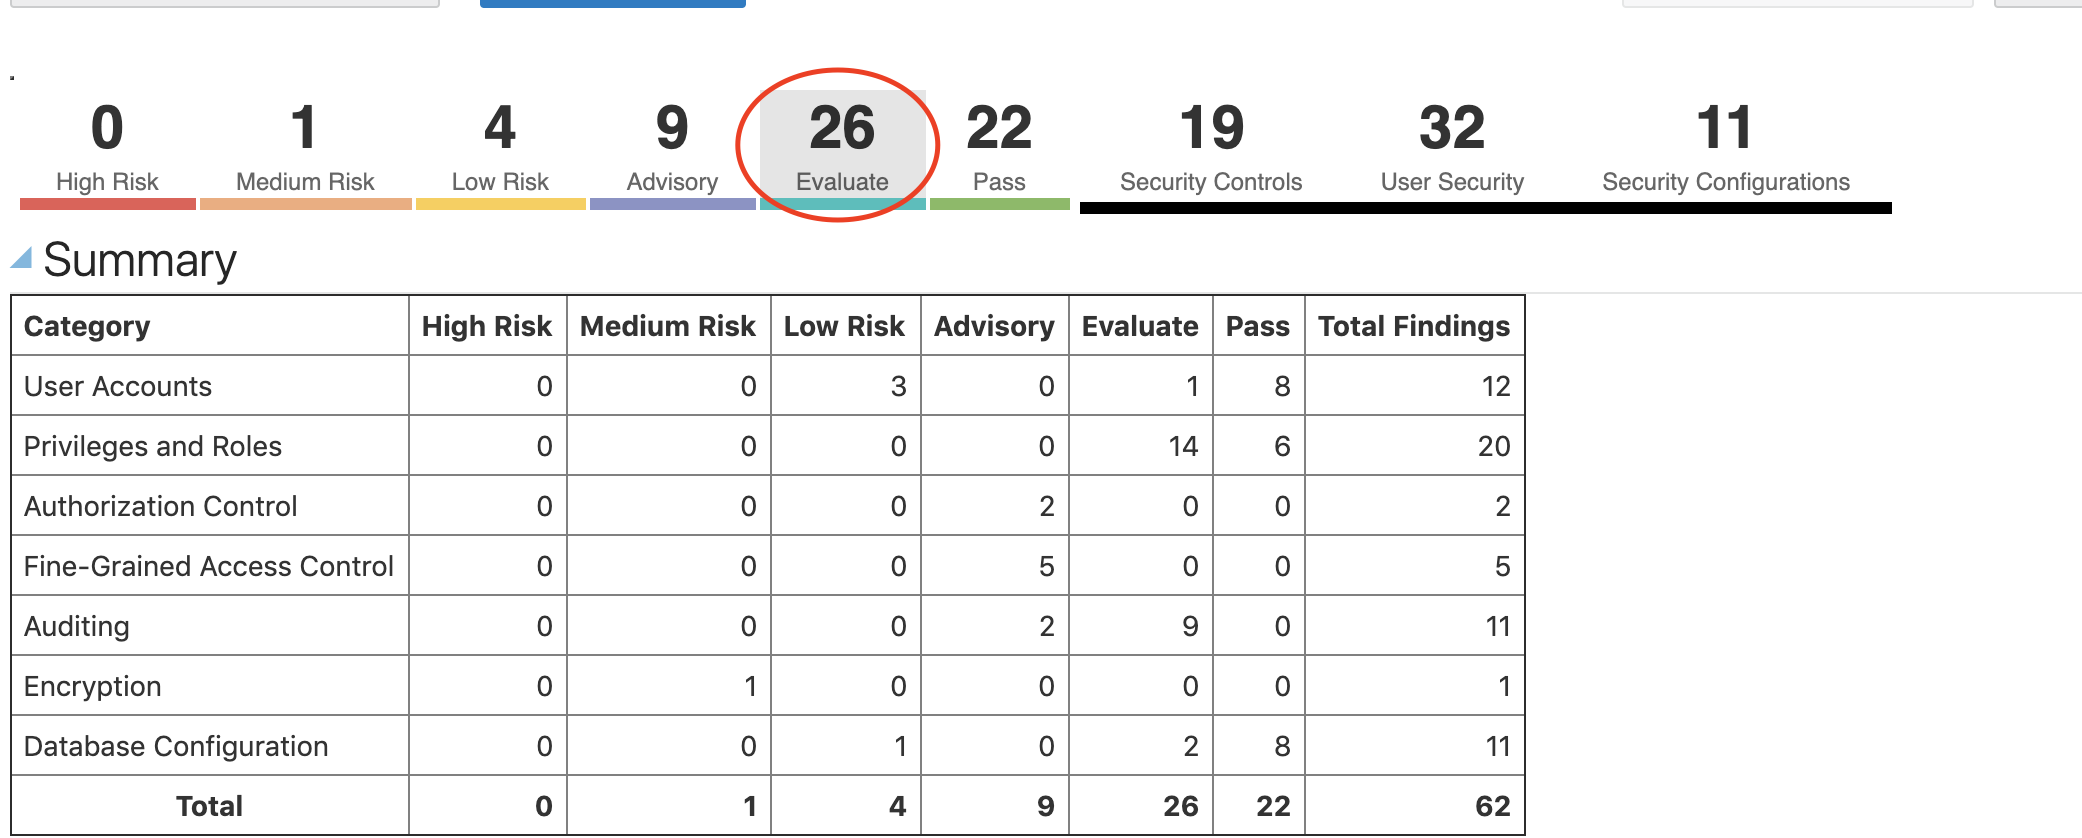 0 1 4 9 26 22 19 32 11
High Risk Medium Risk Low Risk Advisory Evaluate Pass Security Controls User Security Security Configurations
Summary
Category High Risk Medium Risk Low Risk Advisory Evaluate Pass Total Findings
User Accounts 0 0 3 0 1 8 12
Privileges and Roles 0 0 0 0 14 6 20
Authorization Control 0 0 0 2 0 0 2
Fine-Grained Access Control 0 0 0 5 0 0 5
Auditing 0 0 0 2 9 0 11
Encryption 0 1 0 0 0 0 1
Database Configuration 0 0 1 0 2 8 11
Total 0 1 4 9 26 22 62